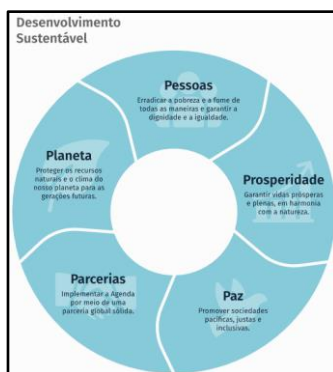 Desenvolvimento
Sustentável
Pessoas
Erradicar a pobreza e a fome de
todas as maneiras e garantir a
dignidade e a igualdade.
Prosperidade
Garantir vidas prósperas
e plenas, em harmonia
com a natureza.
Paz
Promover sociedades
pacíficas, justas e
inclusivas.
Parcerias
Implementar a Agenda
por meio de uma
parceria global sólida.
Planeta
Proteger os recursos
naturais e o clima do
nosso planeta para as
gerações futuras.